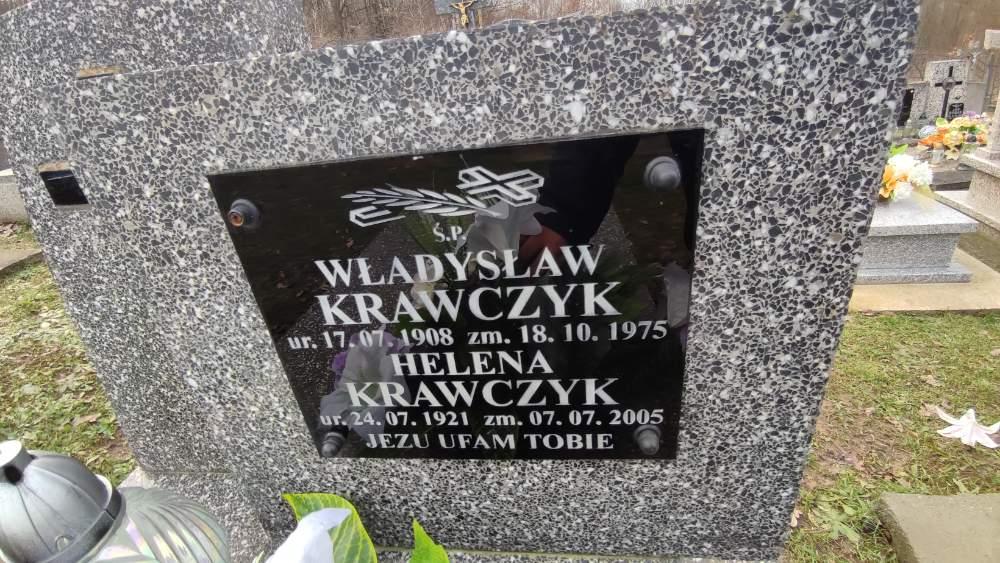 Ś.P.
WŁADYSŁAW
KRAWCZYK
ur. 17. 07. 1908 zm. 18. 10. 1975
HELENA
KRAWCZYK
ur. 24. 07. 1921 zm. 07. 07. 2005
JEZU UFAM TOBIE